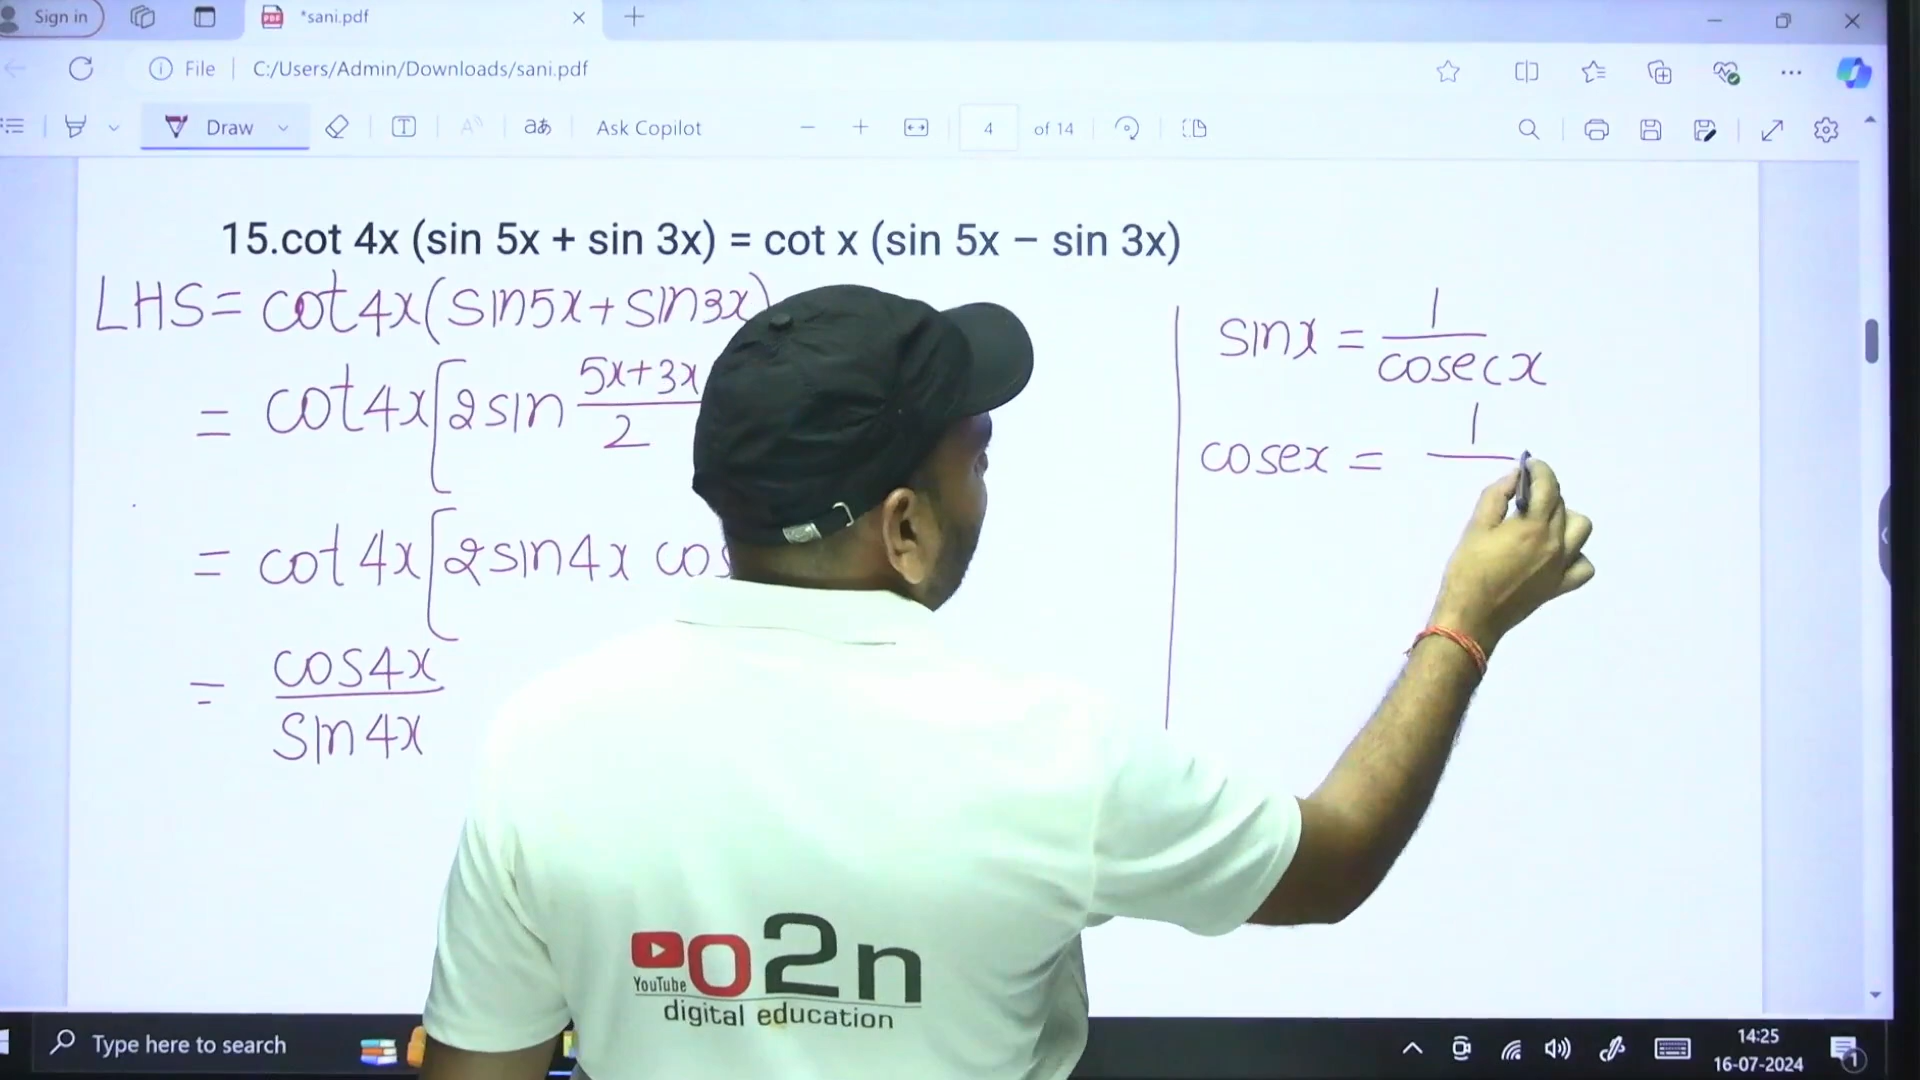 Sign in
*sani.pdf
File C:/Users/Admin/Downloads/sani.pdf
Draw
Ask Copilot
4 of 14
15.cot 4x (sin 5x + sin 3x) = cot x (sin 5x – sin 3x)
LHS = cot4x(sin5x+sin3x)
= cot4x[2sin 5x+3x/2
= cot4x[2sin4x cos
= cos4x/sin4x
sinx = 1/cosecx
cosex = 1/
YouTube o2n
digital education
Type here to search
14:25
16-07-2024
1